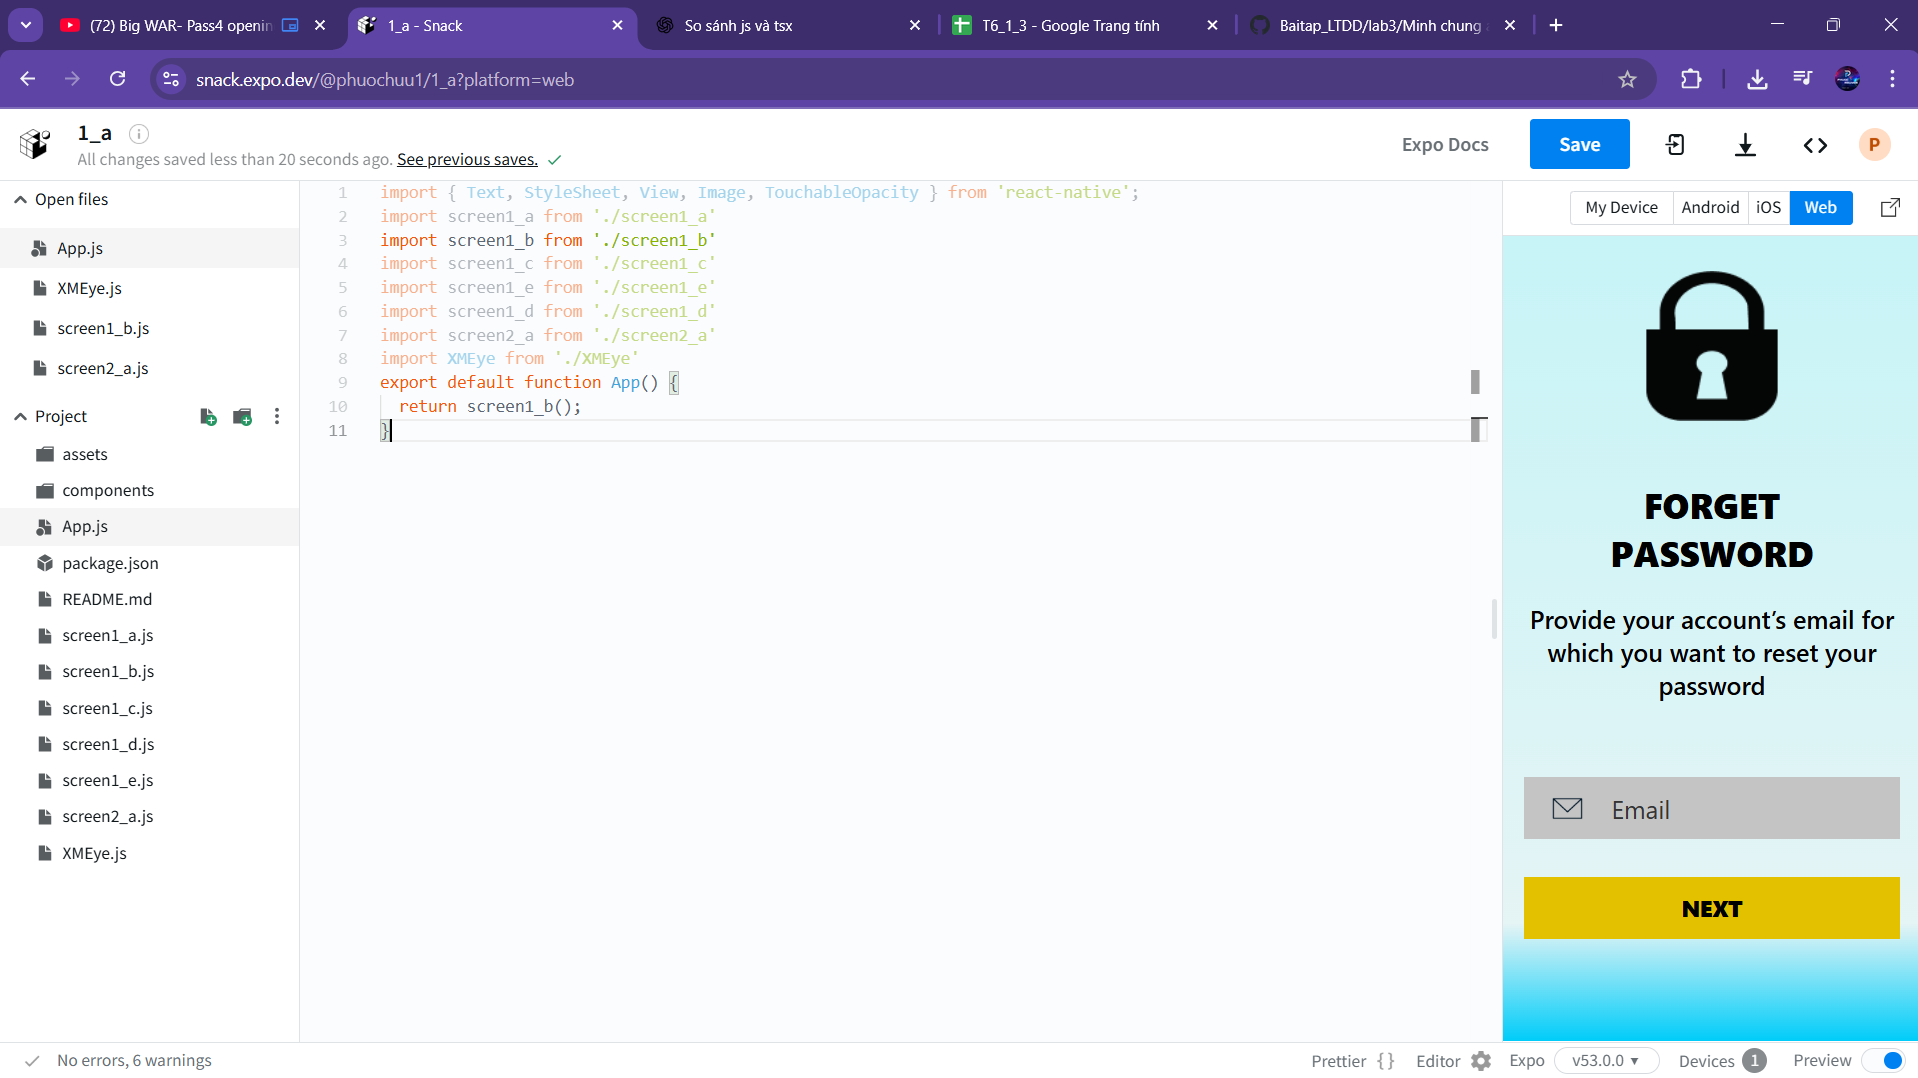 (72) Big WAR- Pass4 openin
1_a - Snack
So sánh js và tsx
T6_1_3 - Google Trang tính
Baitap_LTDD/lab3/Minh chung
snack.expo.dev/@phuochuu1/1_a?platform=web
1_a
All changes saved less than 20 seconds ago. See previous saves.
Expo Docs
Save
P
Open files
App.js
XMEye.js
screen1_b.js
screen2_a.js
Project
assets
components
App.js
package.json
README.md
screen1_a.js
screen1_b.js
screen1_c.js
screen1_d.js
screen1_e.js
screen2_a.js
XMEye.js
1 import { Text, StyleSheet, View, Image, TouchableOpacity } from 'react-native';
2 import screen1_a from './screen1_a'
3 import screen1_b from './screen1_b'
4 import screen1_c from './screen1_c'
5 import screen1_e from './screen1_e'
6 import screen1_d from './screen1_d'
7 import screen2_a from './screen2_a'
8 import XMEye from './XMEye'
9 export default function App() {
10 return screen1_b();
11 }
My Device
Android
iOS
Web
FORGET
PASSWORD
Provide your account’s email for
which you want to reset your
password
Email
NEXT
No errors, 6 warnings
Prettier { }
Editor
Expo
v53.0.0
Devices 1
Preview